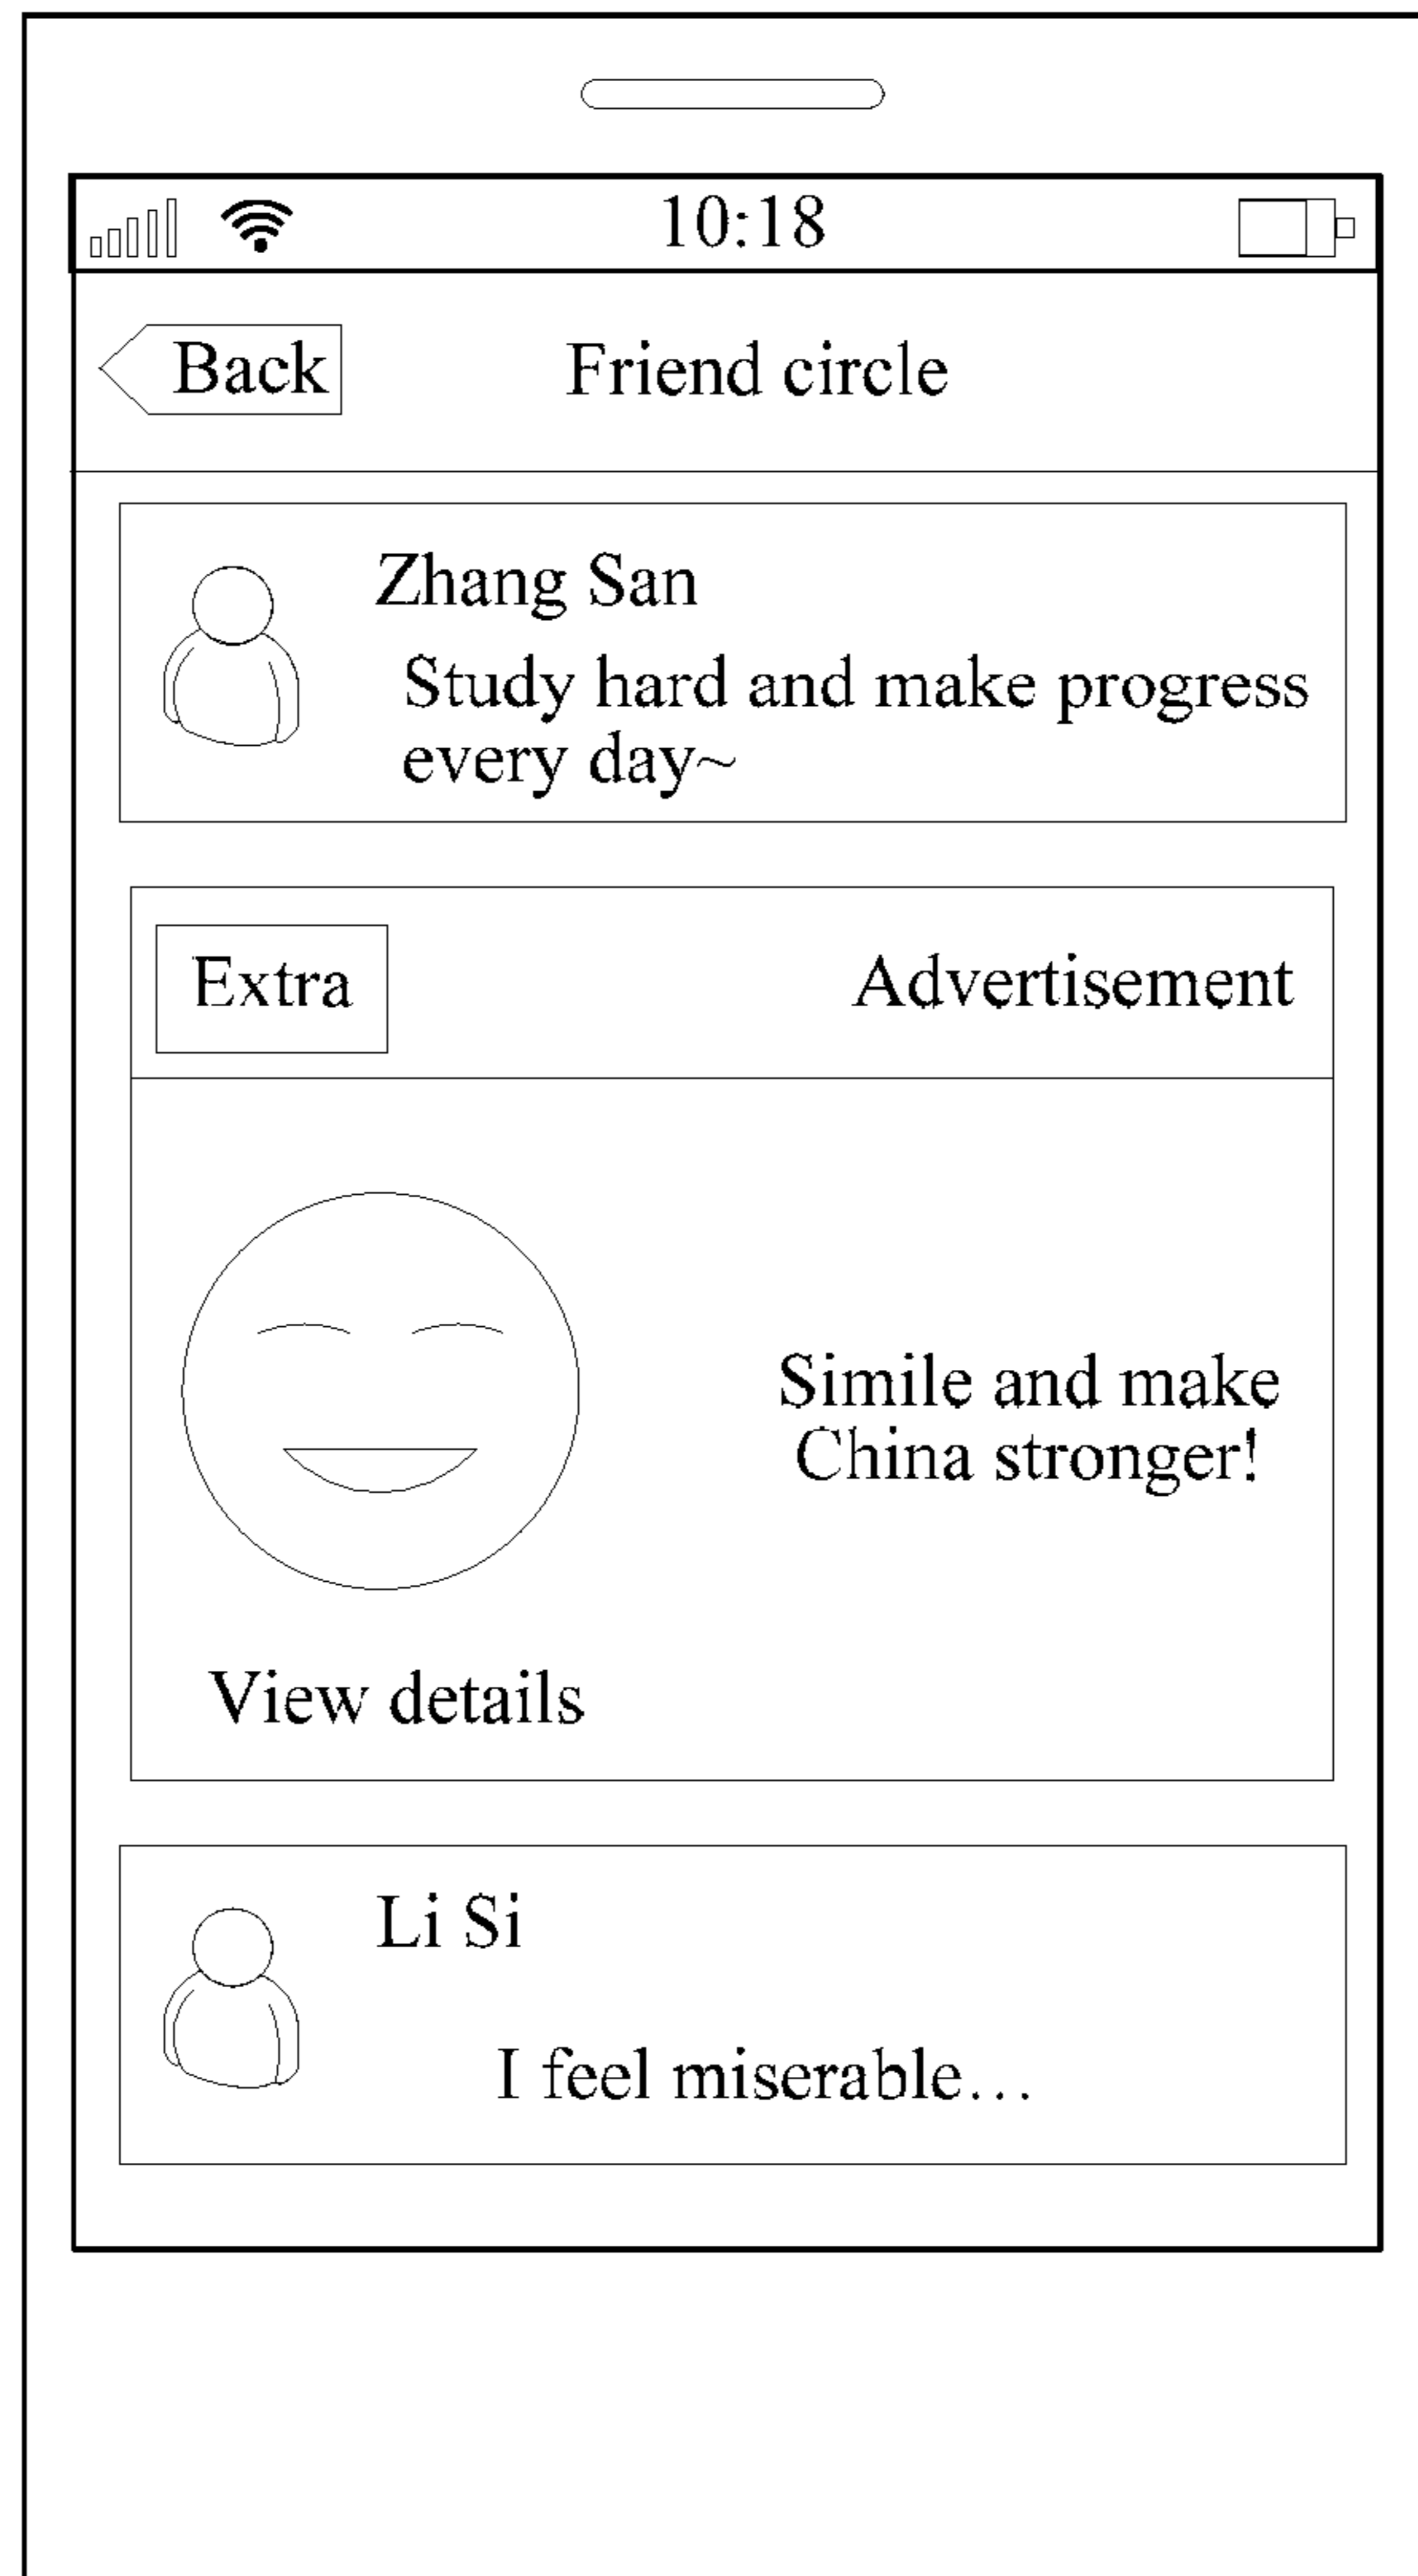 10:18
Back
Friend circle
Zhang San
Study hard and make progress
every day~
Extra
Advertisement
Simile and make
China stronger!
View details
Li Si
I feel miserable…